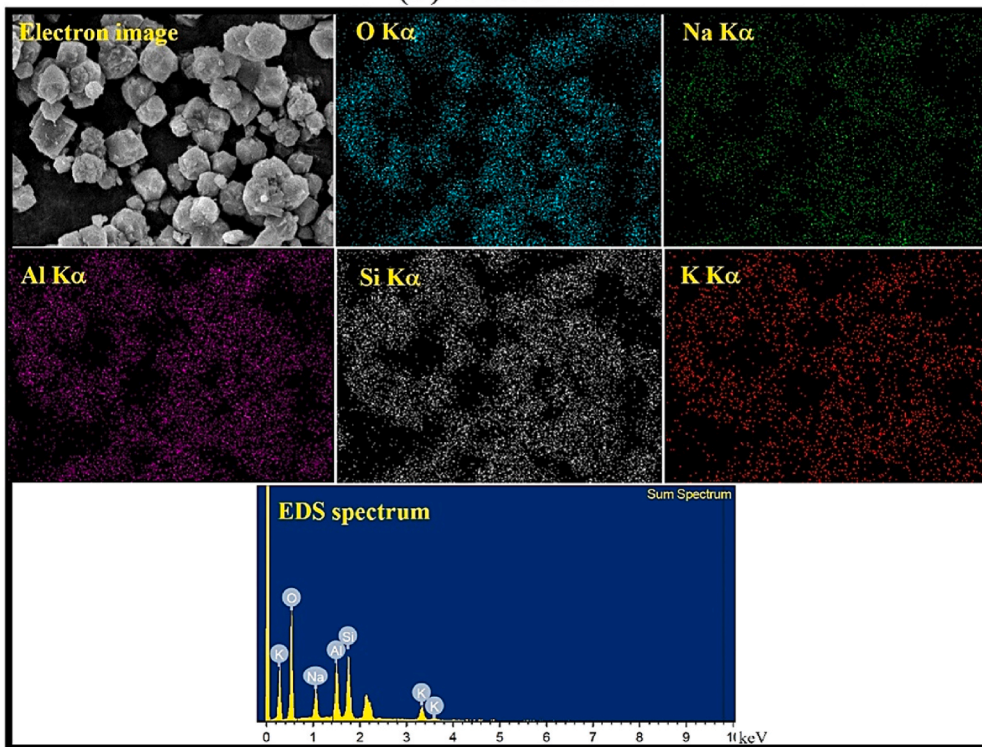 Electron image
O Kα
Na Kα
Al Kα
Si Kα
K Kα
EDS spectrum
Sum Spectrum
O
K
Na
Al
Si
K
K
0 1 2 3 4 5 6 7 8 9 keV